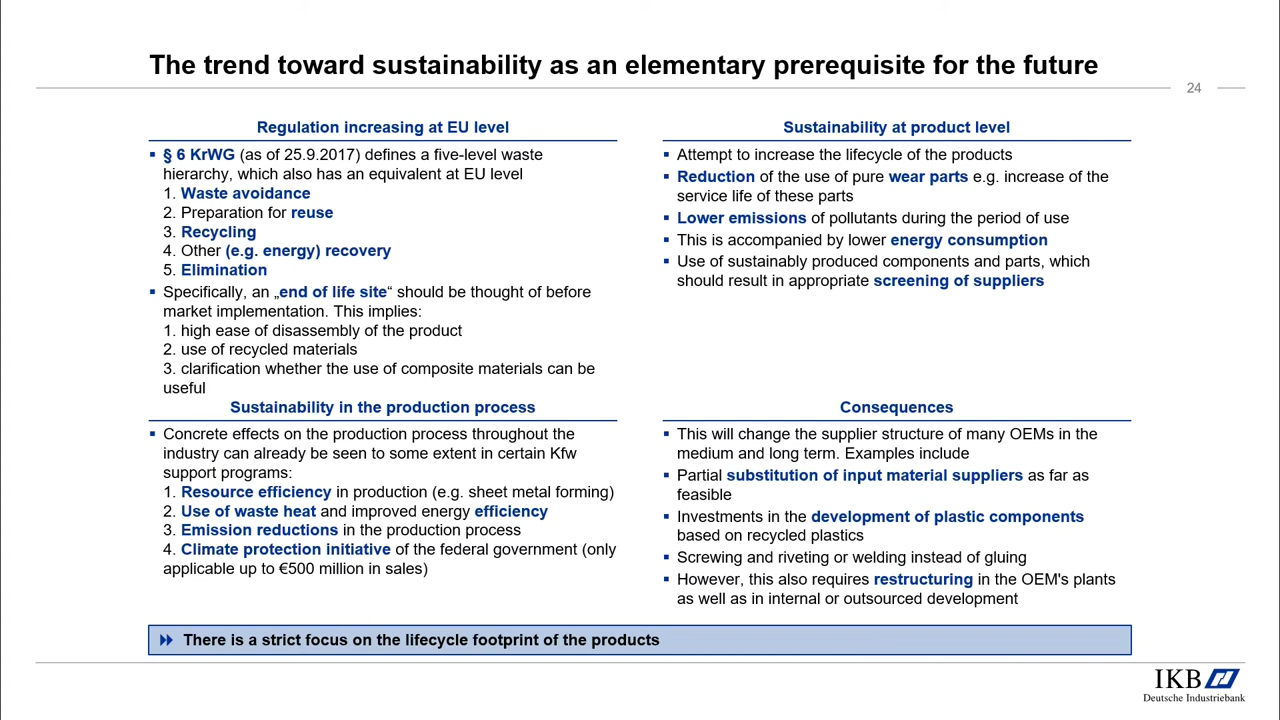 The trend toward sustainability as an elementary prerequisite for the future
24
Regulation increasing at EU level
▪ § 6 KrWG (as of 25.9.2017) defines a five-level waste
hierarchy, which also has an equivalent at EU level
1. Waste avoidance
2. Preparation for reuse
3. Recycling
4. Other (e.g. energy) recovery
5. Elimination
▪ Specifically, an „end of life site“ should be thought of before
market implementation. This implies:
1. high ease of disassembly of the product
2. use of recycled materials
3. clarification whether the use of composite materials can be
useful
Sustainability at product level
▪ Attempt to increase the lifecycle of the products
▪ Reduction of the use of pure wear parts e.g. increase of the
service life of these parts
▪ Lower emissions of pollutants during the period of use
▪ This is accompanied by lower energy consumption
▪ Use of sustainably produced components and parts, which
should result in appropriate screening of suppliers
Sustainability in the production process
▪ Concrete effects on the production process throughout the
industry can already be seen to some extent in certain Kfw
support programs:
1. Resource efficiency in production (e.g. sheet metal forming)
2. Use of waste heat and improved energy efficiency
3. Emission reductions in the production process
4. Climate protection initiative of the federal government (only
applicable up to €500 million in sales)
Consequences
▪ This will change the supplier structure of many OEMs in the
medium and long term. Examples include
▪ Partial substitution of input material suppliers as far as
feasible
▪ Investments in the development of plastic components
based on recycled plastics
▪ Screwing and riveting or welding instead of gluing
▪ However, this also requires restructuring in the OEM's plants
as well as in internal or outsourced development
There is a strict focus on the lifecycle footprint of the products
IKB
Deutsche Industriebank